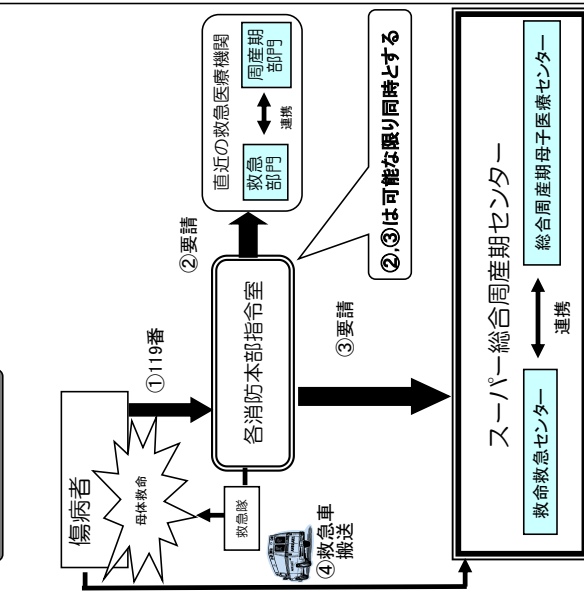 傷病者
母体救命
①119番
救急隊
各消防本部指令室
②要請
直近の救急医療機関
救急
部門
連携
周産期
部門
②,③は可能な限り同時とする
③要請
④救急車
搬送
スーパー総合周産期センター
救命救急センター
連携
総合周産期母子医療センター